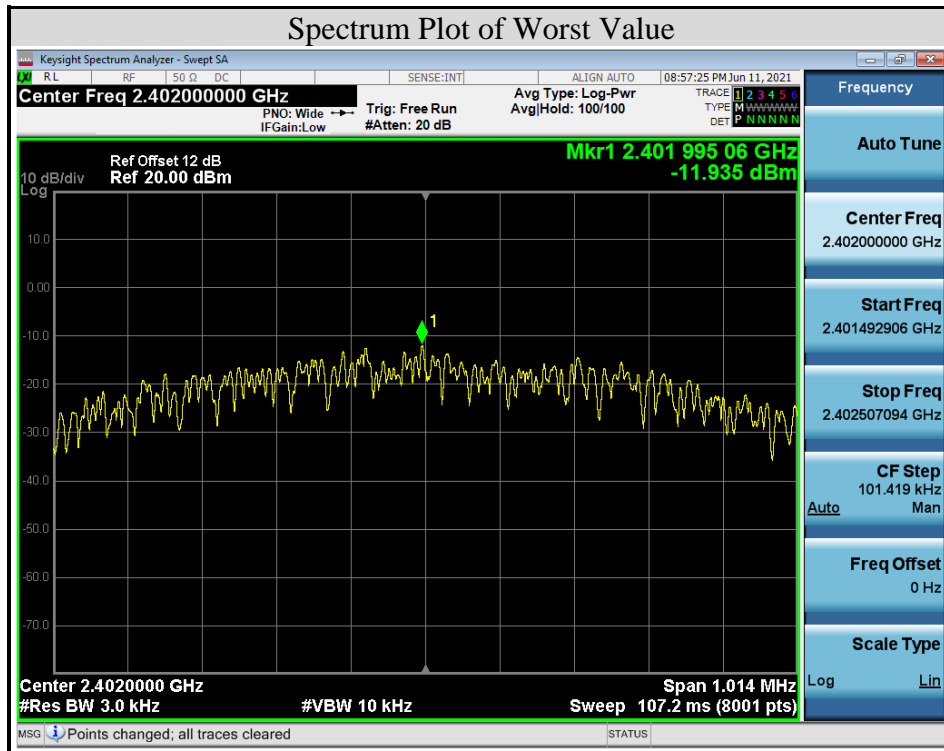 Spectrum Plot of Worst Value
Keysight Spectrum Analyzer - Swept SA
LXI RL RF 50 Ω DC SENSE:INT ALIGN AUTO 08:57:25 PM Jun 11, 2021
Center Freq 2.402000000 GHz
PNO: Wide
IFGain:Low
Trig: Free Run
#Atten: 20 dB
Avg Type: Log-Pwr
Avg|Hold: 100/100
TRACE 1 2 3 4 5 6
TYPE M WWWWW
DET P N N N N N
Mkr1 2.401 995 06 GHz
-11.935 dBm
Ref Offset 12 dB
10 dB/div Ref 20.00 dBm
Log
10.0
0.00
-10.0
-20.0
-30.0
-40.0
-50.0
-60.0
-70.0
1
Center 2.4020000 GHz Span 1.014 MHz
#Res BW 3.0 kHz #VBW 10 kHz Sweep 107.2 ms (8001 pts)
MSG Points changed; all traces cleared STATUS
Frequency
Auto Tune
Center Freq
2.402000000 GHz
Start Freq
2.401492906 GHz
Stop Freq
2.402507094 GHz
CF Step
101.419 kHz
Auto Man
Freq Offset
0 Hz
Scale Type
Log Lin